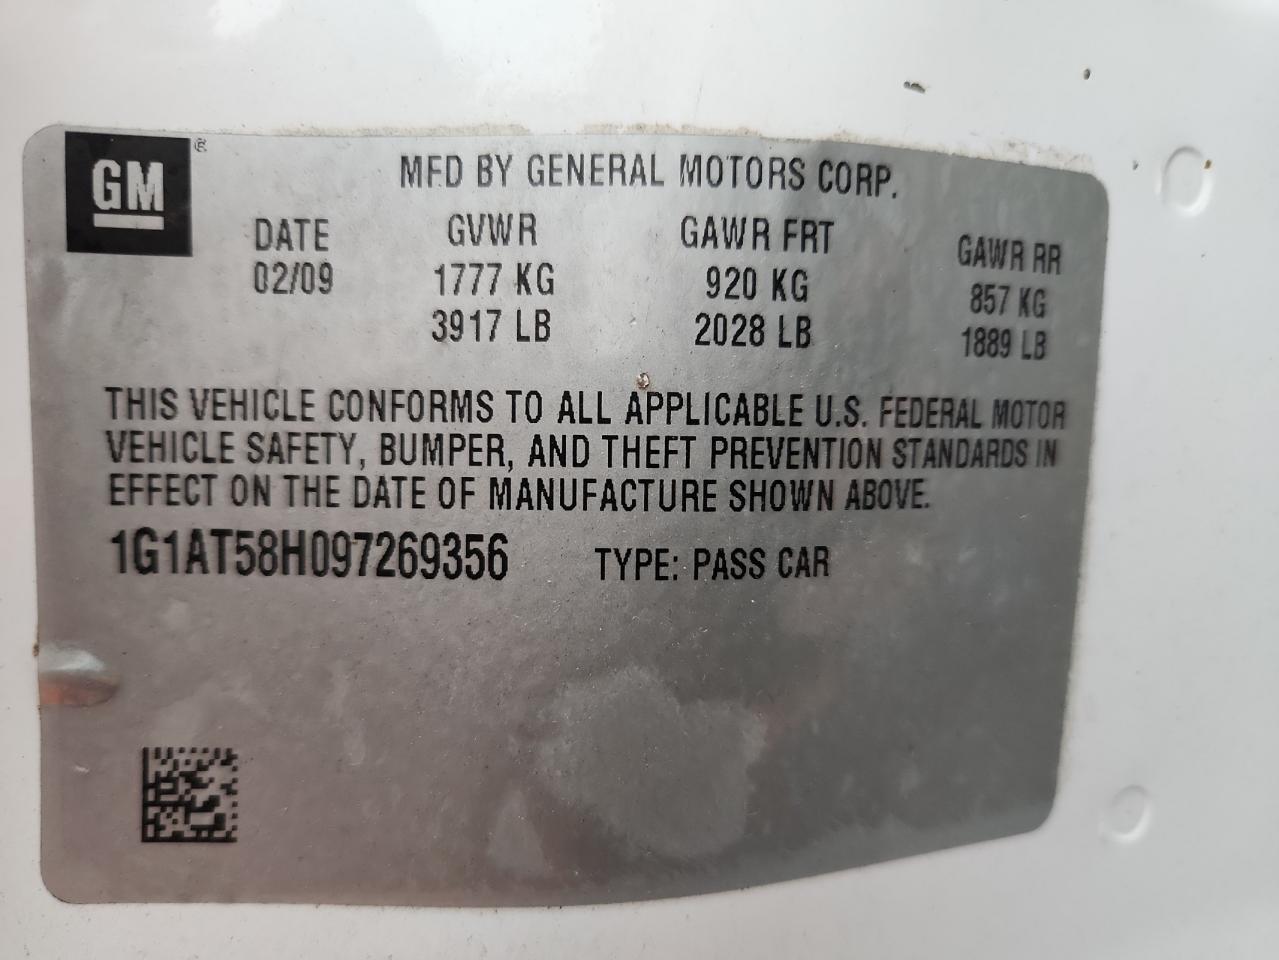 GM ®
MFD BY GENERAL MOTORS CORP.
DATE GVWR GAWR FRT GAWR RR
02/09 1777 KG 920 KG 857 KG
3917 LB 2028 LB 1889 LB
THIS VEHICLE CONFORMS TO ALL APPLICABLE U.S. FEDERAL MOTOR
VEHICLE SAFETY, BUMPER, AND THEFT PREVENTION STANDARDS IN
EFFECT ON THE DATE OF MANUFACTURE SHOWN ABOVE.
1G1AT58H097269356 TYPE: PASS CAR